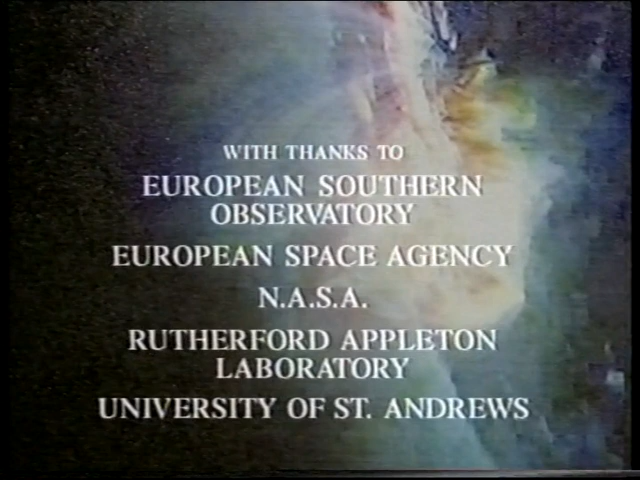 WITH THANKS TO
EUROPEAN SOUTHERN
OBSERVATORY
EUROPEAN SPACE AGENCY
N.A.S.A.
RUTHERFORD APPLETON
LABORATORY
UNIVERSITY OF ST. ANDREWS